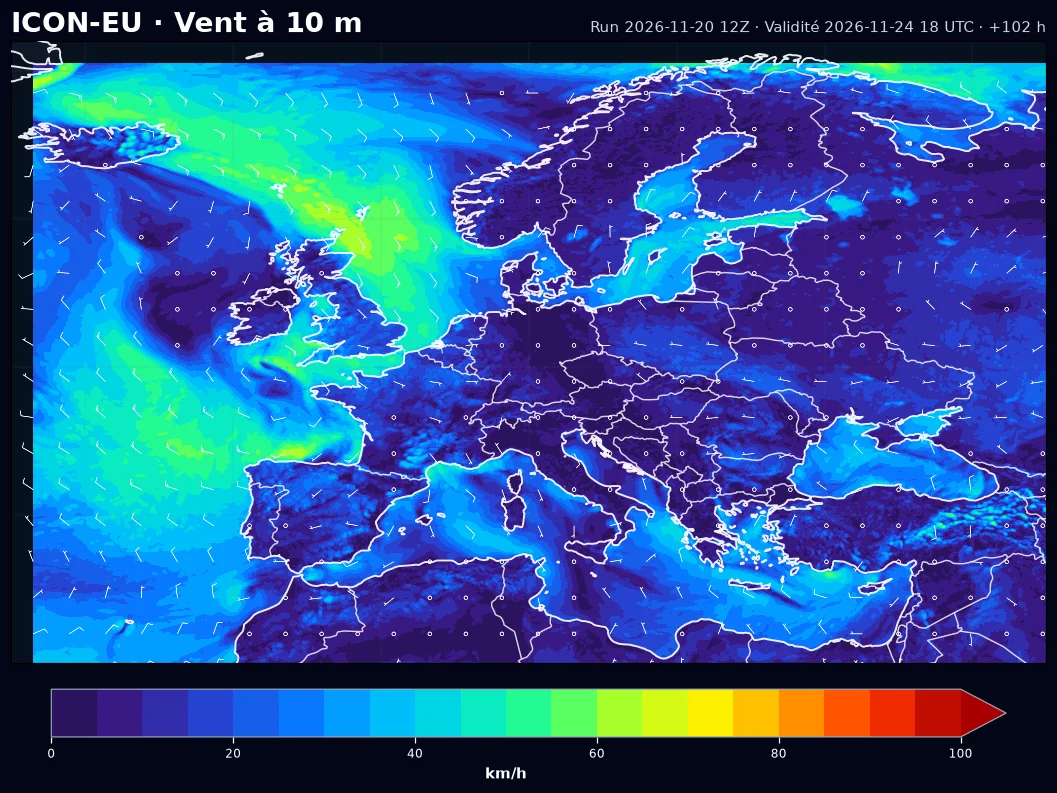 ICON-EU · Vent à 10 m
Run 2026-11-20 12Z · Validité 2026-11-24 18 UTC · +102 h
0 20 40 60 80 100
km/h